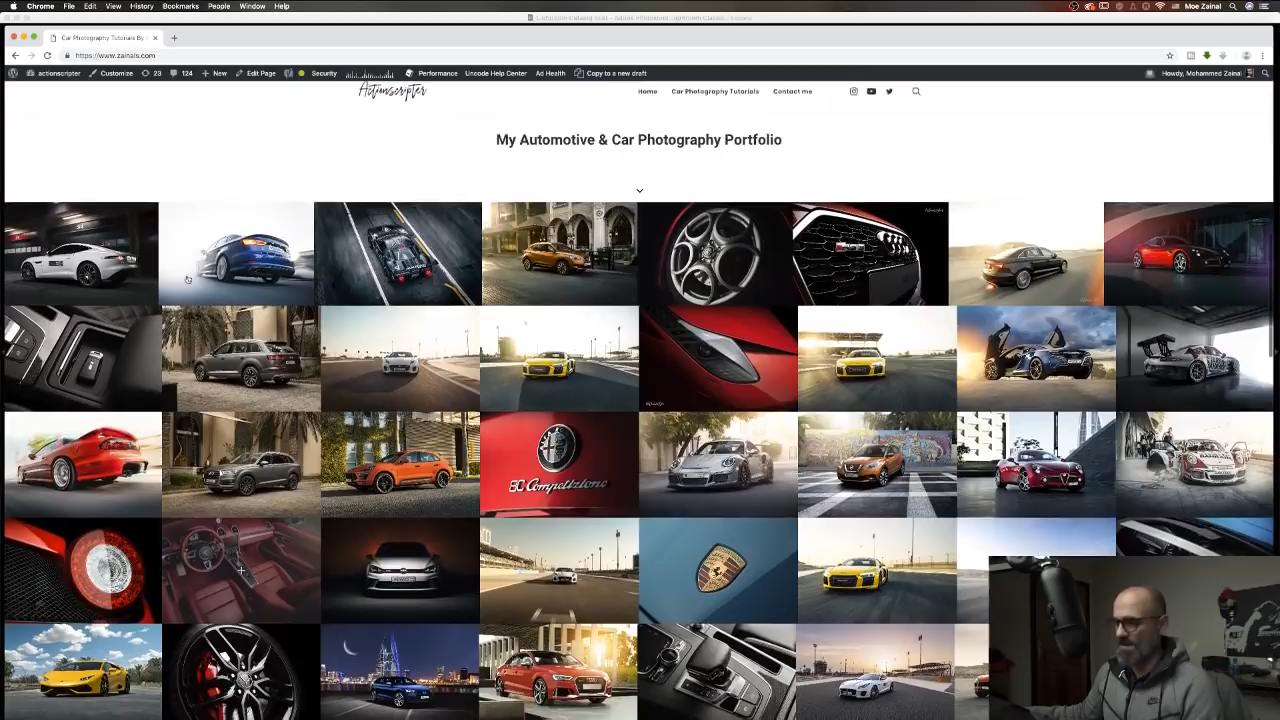 Chrome File Edit View History Bookmarks People Window Help Moe Zainal
Car Photography Tutorials By
https://www.zainals.com
actionscripter Customize 23 124 New Edit Page Security Performance Uncode Help Center Ad Health Copy to a new draft Howdy, Mohammed Zainal
Actionscripter
Home Car Photography Tutorials Contact me
My Automotive & Car Photography Portfolio
8C Competizione